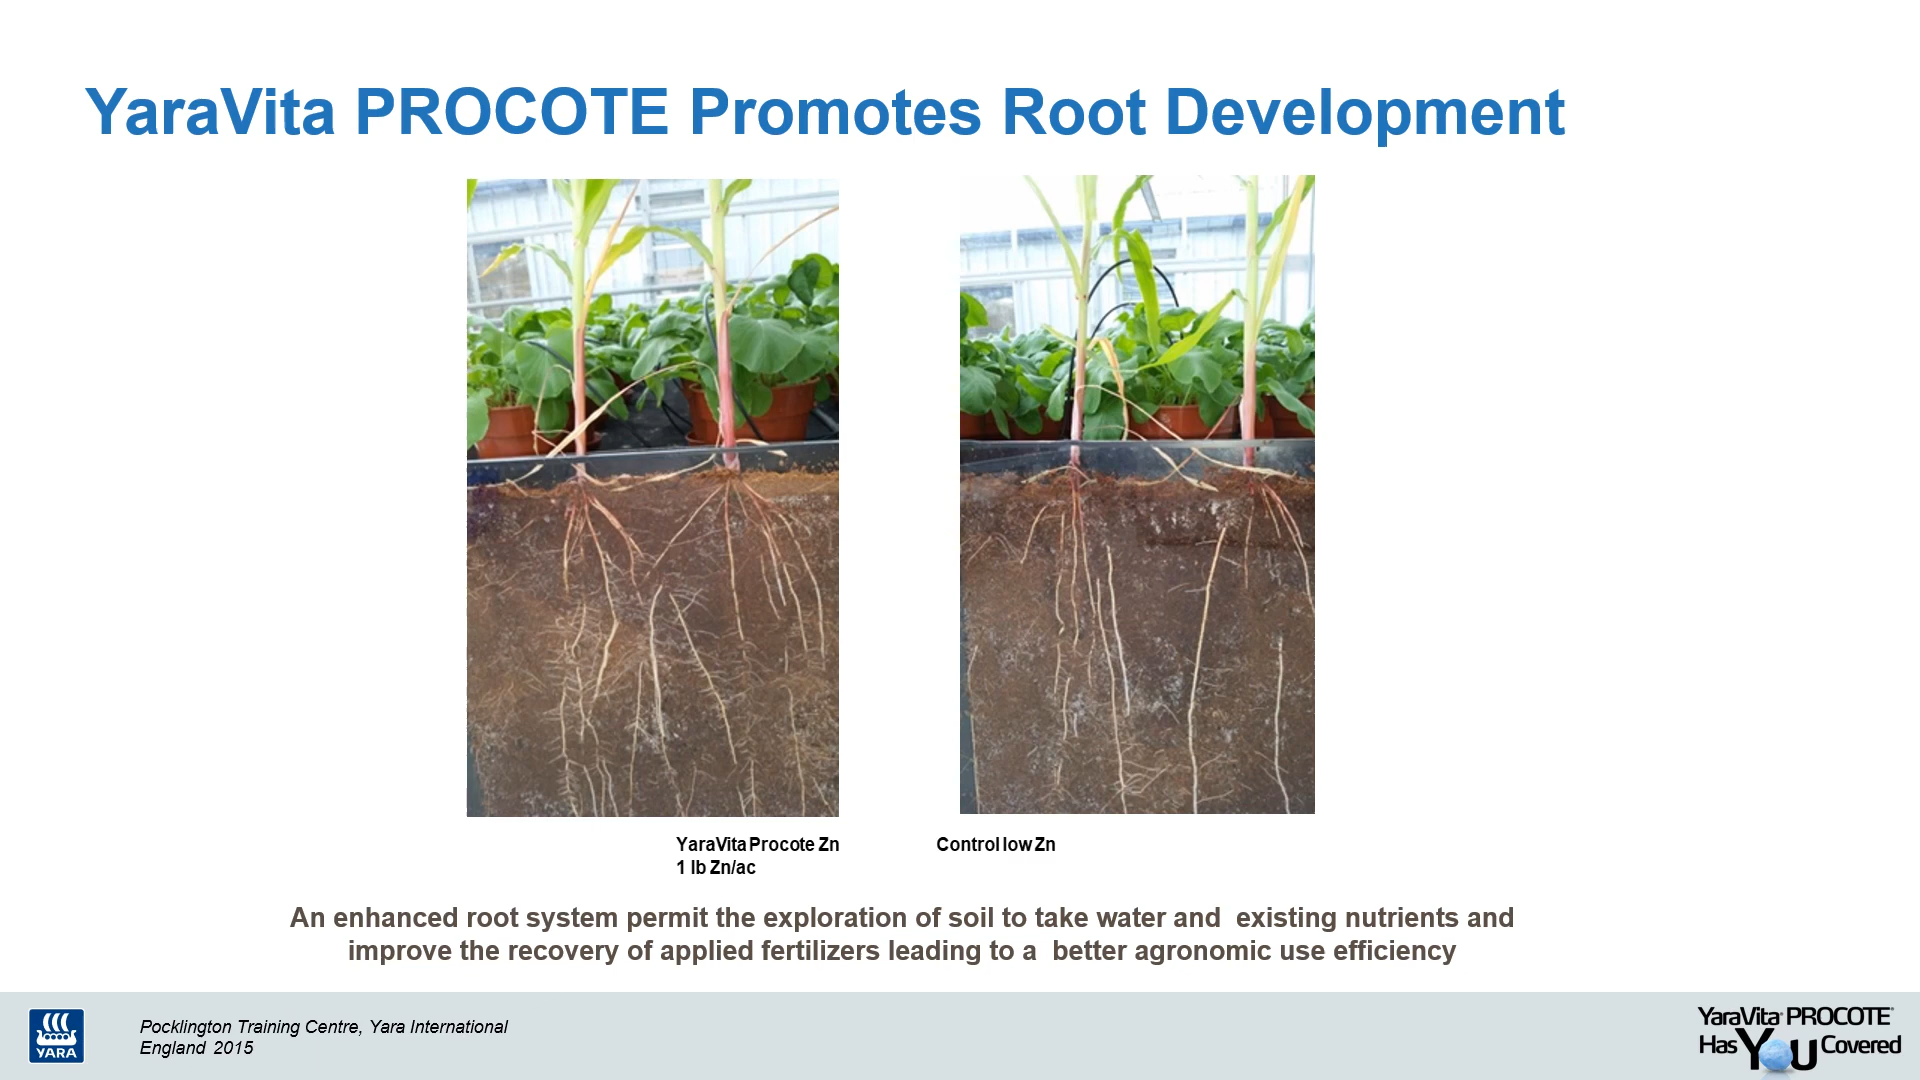 YaraVita PROCOTE Promotes Root Development
YaraVita Procote Zn
1 lb Zn/ac
Control low Zn
An enhanced root system permit the exploration of soil to take water and  existing nutrients and
improve the recovery of applied fertilizers leading to a  better agronomic use efficiency
YARA
Pocklington Training Centre, Yara International
England 2015
YaraVita® PROCOTE®
Has YOU Covered